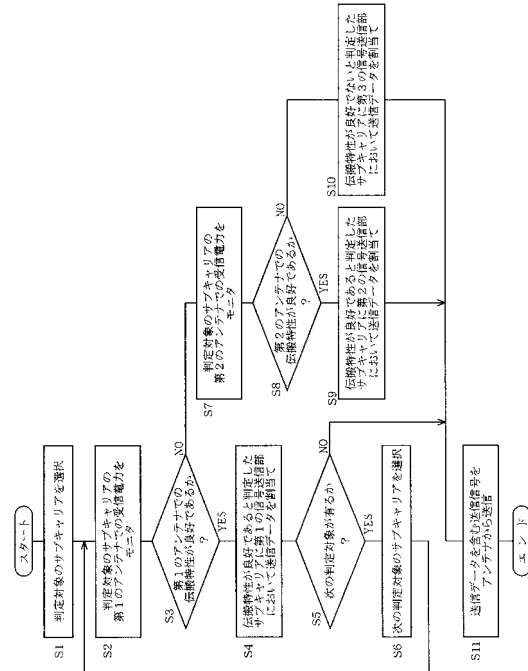 スタート
S1
判定対象のサブキャリアを選択
S2
判定対象のサブキャリアの
第1のアンテナでの受信電力を
モニタ
S3
第1のアンテナでの
伝搬特性が良好であるか
?
NO
YES
S4
伝搬特性が良好であると判定した
サブキャリアに第1の信号送信部
において送信データを割当て
S5
次の判定対象が有るか
?
NO
YES
S6
次の判定対象のサブキャリアを選択
S7
判定対象のサブキャリアの
第2のアンテナでの受信電力を
モニタ
S8
第2のアンテナでの
伝搬特性が良好であるか
?
NO
YES
S9
伝搬特性が良好であると判定した
サブキャリアに第2の信号送信部
において送信データを割当て
S10
伝搬特性が良好でないと判定した
サブキャリアに第3の信号送信部
において送信データを割当て
S11
送信データを含む送信信号を
アンテナから送信
エンド